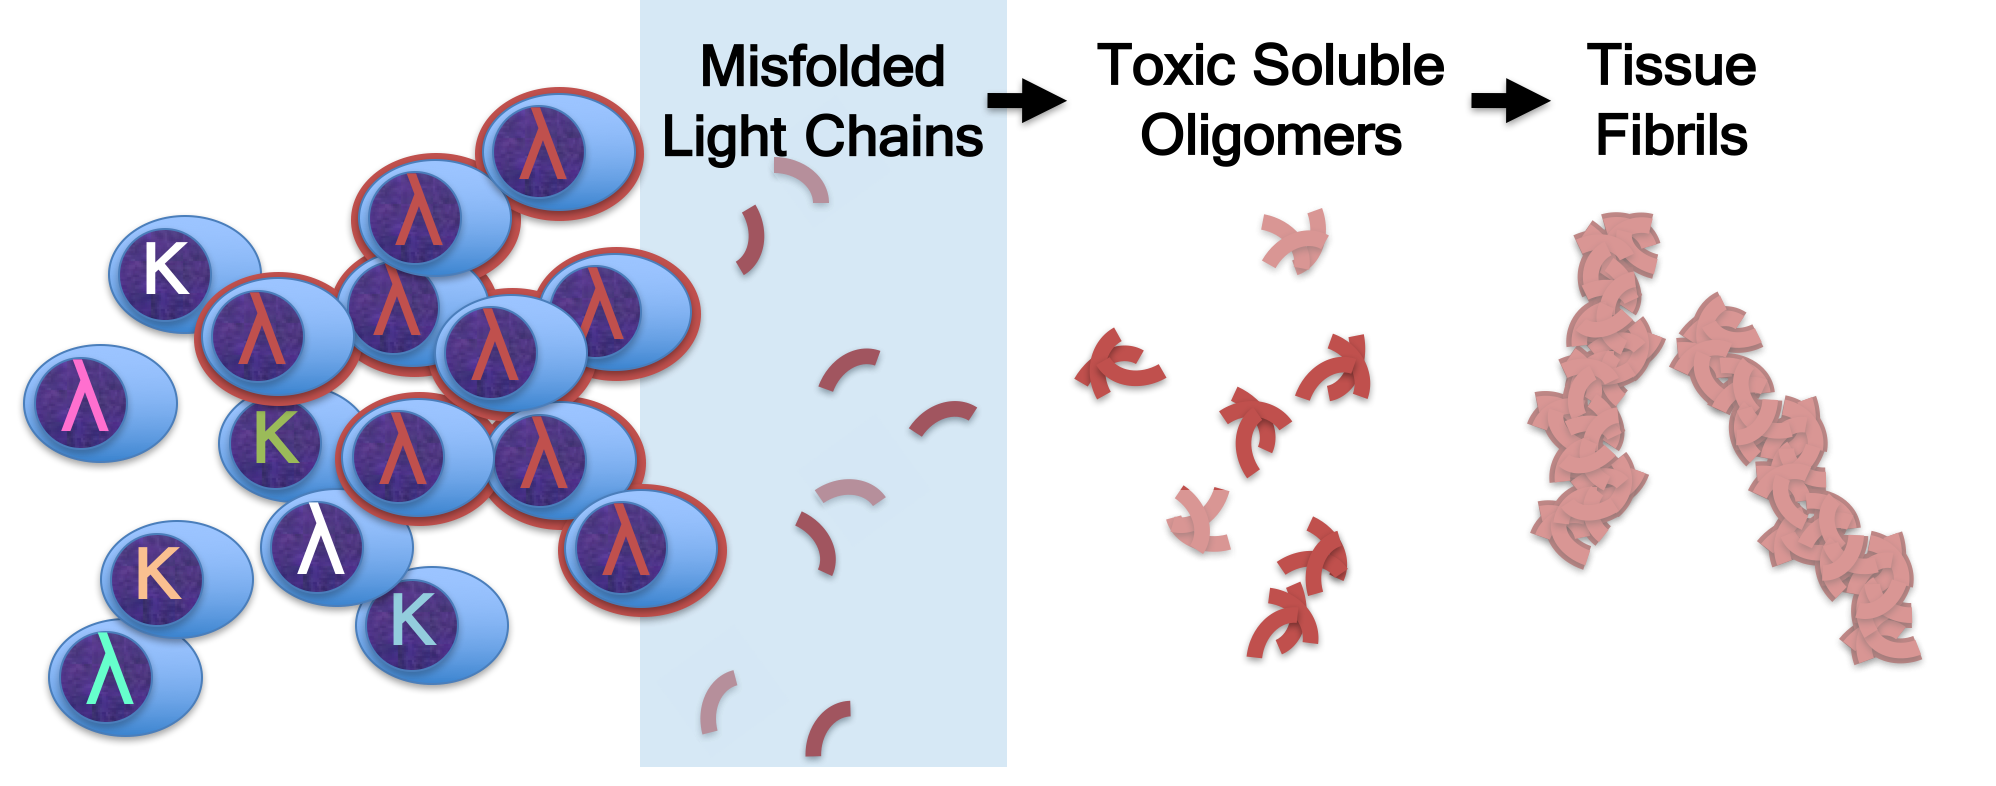 Misfolded
Light Chains
Toxic Soluble
Oligomers
Tissue
Fibrils
λ
λ
K
λ
λ
λ
λ
λ
K
λ
λ
λ
λ
K
K
λ